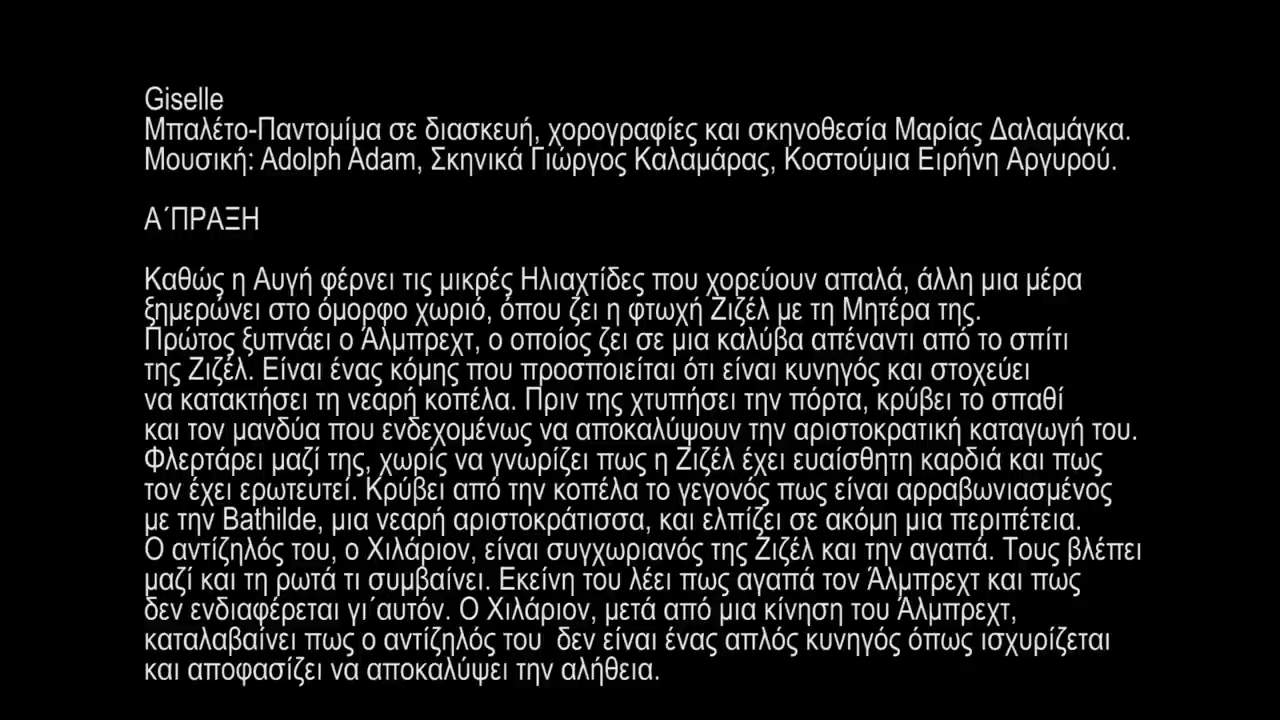 Giselle
Μπαλέτο-Παντομίμα σε διασκευή, χορογραφίες και σκηνοθεσία Μαρίας Δαλαμάγκα.
Μουσική: Adolph Adam, Σκηνικά Γιώργος Καλαμάρας, Κοστούμια Ειρήνη Αργυρού.
Α΄ΠΡΑΞΗ
Καθώς η Αυγή φέρνει τις μικρές Ηλιαχτίδες που χορεύουν απαλά, άλλη μια μέρα
ξημερώνει στο όμορφο χωριό, όπου ζει η φτωχή Ζιζέλ με τη Μητέρα της.
Πρώτος ξυπνάει ο Άλμπρεχτ, ο οποίος ζει σε μια καλύβα απέναντι από το σπίτι
της Ζιζέλ. Είναι ένας κόμης που προσποιείται ότι είναι κυνηγός και στοχεύει
να κατακτήσει τη νεαρή κοπέλα. Πριν της χτυπήσει την πόρτα, κρύβει το σπαθί
και τον μανδύα που ενδεχομένως να αποκαλύψουν την αριστοκρατική καταγωγή του.
Φλερτάρει μαζί της, χωρίς να γνωρίζει πως η Ζιζέλ έχει ευαίσθητη καρδιά και πως
τον έχει ερωτευτεί. Κρύβει από την κοπέλα το γεγονός πως είναι αρραβωνιασμένος
με την Bathilde, μια νεαρή αριστοκράτισσα, και ελπίζει σε ακόμη μια περιπέτεια.
Ο αντίζηλός του, ο Χιλάριον, είναι συγχωριανός της Ζιζέλ και την αγαπά. Τους βλέπει
μαζί και τη ρωτά τι συμβαίνει. Εκείνη του λέει πως αγαπά τον Άλμπρεχτ και πως
δεν ενδιαφέρεται γι΄αυτόν. Ο Χιλάριον, μετά από μια κίνηση του Άλμπρεχτ,
καταλαβαίνει πως ο αντίζηλός του  δεν είναι ένας απλός κυνηγός όπως ισχυρίζεται
και αποφασίζει να αποκαλύψει την αλήθεια.